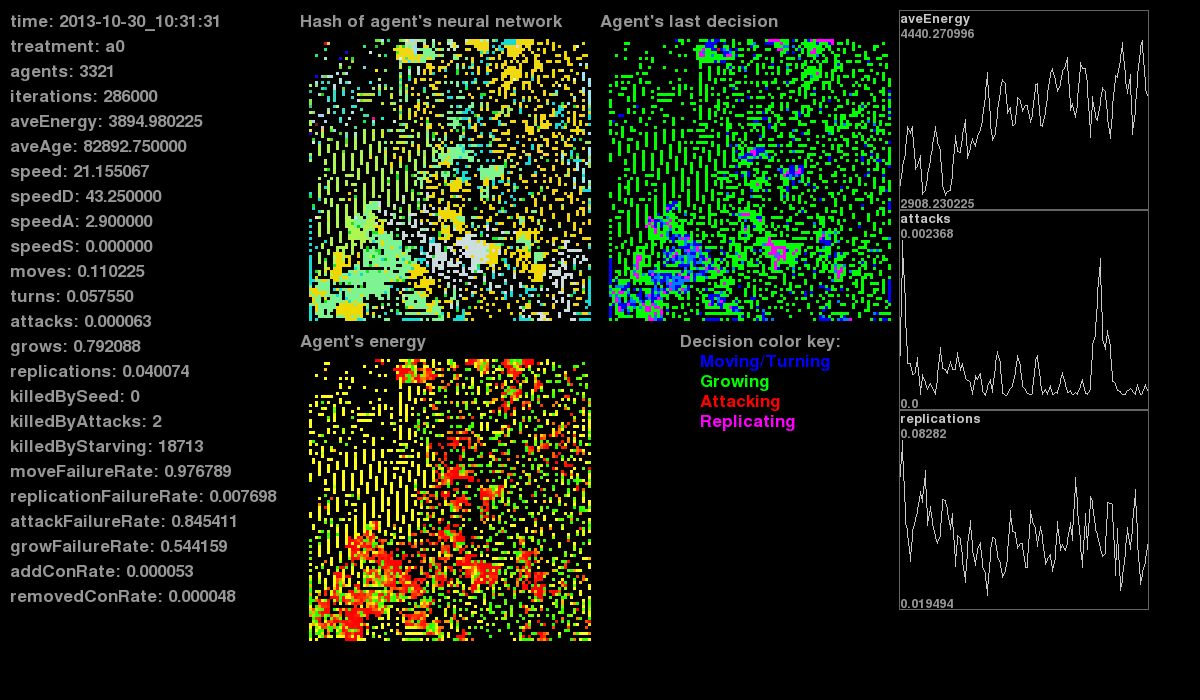 time: 2013-10-30_10:31:31
treatment: a0
agents: 3321
iterations: 286000
aveEnergy: 3894.980225
aveAge: 82892.750000
speed: 21.155067
speedD: 43.250000
speedA: 2.900000
speedS: 0.000000
moves: 0.110225
turns: 0.057550
attacks: 0.000063
grows: 0.792088
replications: 0.040074
killedBySeed: 0
killedByAttacks: 2
killedByStarving: 18713
moveFailureRate: 0.976789
replicationFailureRate: 0.007698
attackFailureRate: 0.845411
growFailureRate: 0.544159
addConRate: 0.000053
removedConRate: 0.000048
Hash of agent's neural network
Agent's last decision
Agent's energy
Decision color key:
Moving/Turning
Growing
Attacking
Replicating
aveEnergy
4440.270996
2908.230225
attacks
0.002368
0.0
replications
0.08282
0.019494